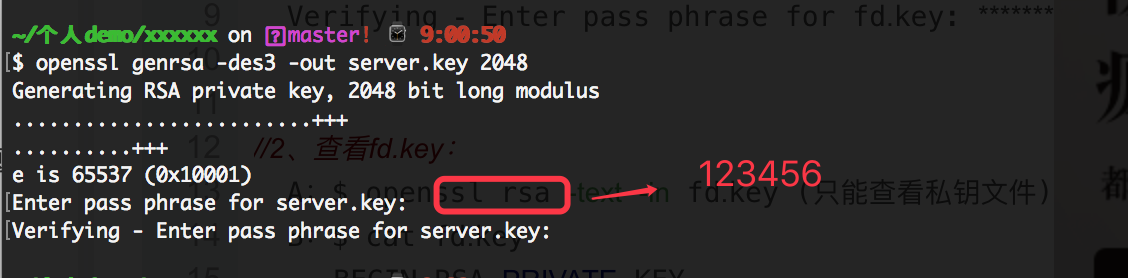 9 Verifying - Enter pass phrase for fd.key: ********
~/个人demo/xxxxxx on master! 9:00:50
$ openssl genrsa -des3 -out server.key 2048
Generating RSA private key, 2048 bit long modulus
.........................+++
..........+++
12 //2、查看fd.key：
e is 65537 (0x10001)
123456
A: $ openssl rsa -text -in fd.key (只能查看私钥文件)
Enter pass phrase for server.key:
$ cat fd.key
Verifying - Enter pass phrase for server.key:
15 BEGIN RSA PRIVATE KEY